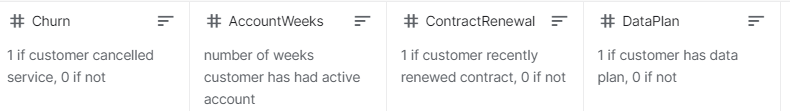 Churn
1 if customer cancelled
service, 0 if not
AccountWeeks
number of weeks
customer has had active
account
ContractRenewal
1 if customer recently
renewed contract, 0 if not
DataPlan
1 if customer has data
plan, 0 if not